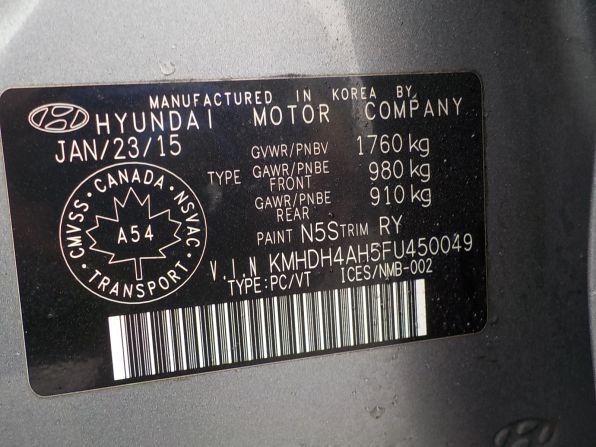 MANUFACTURED IN KOREA BY
HYUNDAI MOTOR COMPANY
JAN/23/15
GVWR/PNBV 1760 kg
TYPE GAWR/PNBE FRONT 980 kg
GAWR/PNBE REAR 910 kg
CMVSS · CANADA · NSVAC · TRANSPORT ·
A54
PAINT N5S TRIM RY
V.I.N KMHDH4AH5FU450049
TYPE:PC/VT ICES/NMB-002